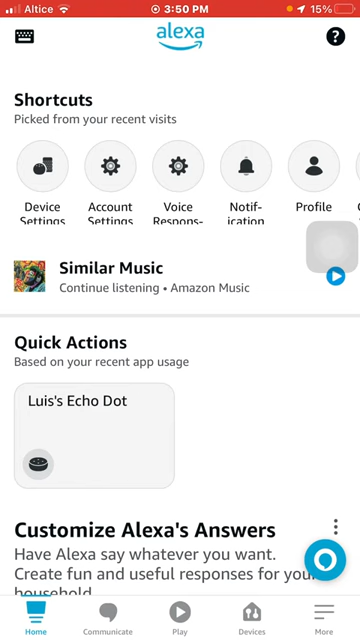 Altice 3:50 PM 15%
alexa
?
Shortcuts
Picked from your recent visits
Device Account Voice Notif- Profile
Settings Settings Respons- ication
Similar Music
Continue listening • Amazon Music
Quick Actions
Based on your recent app usage
Luis's Echo Dot
Customize Alexa's Answers
Have Alexa say whatever you want.
Create fun and useful responses for your
household.
Home Communicate Play Devices More